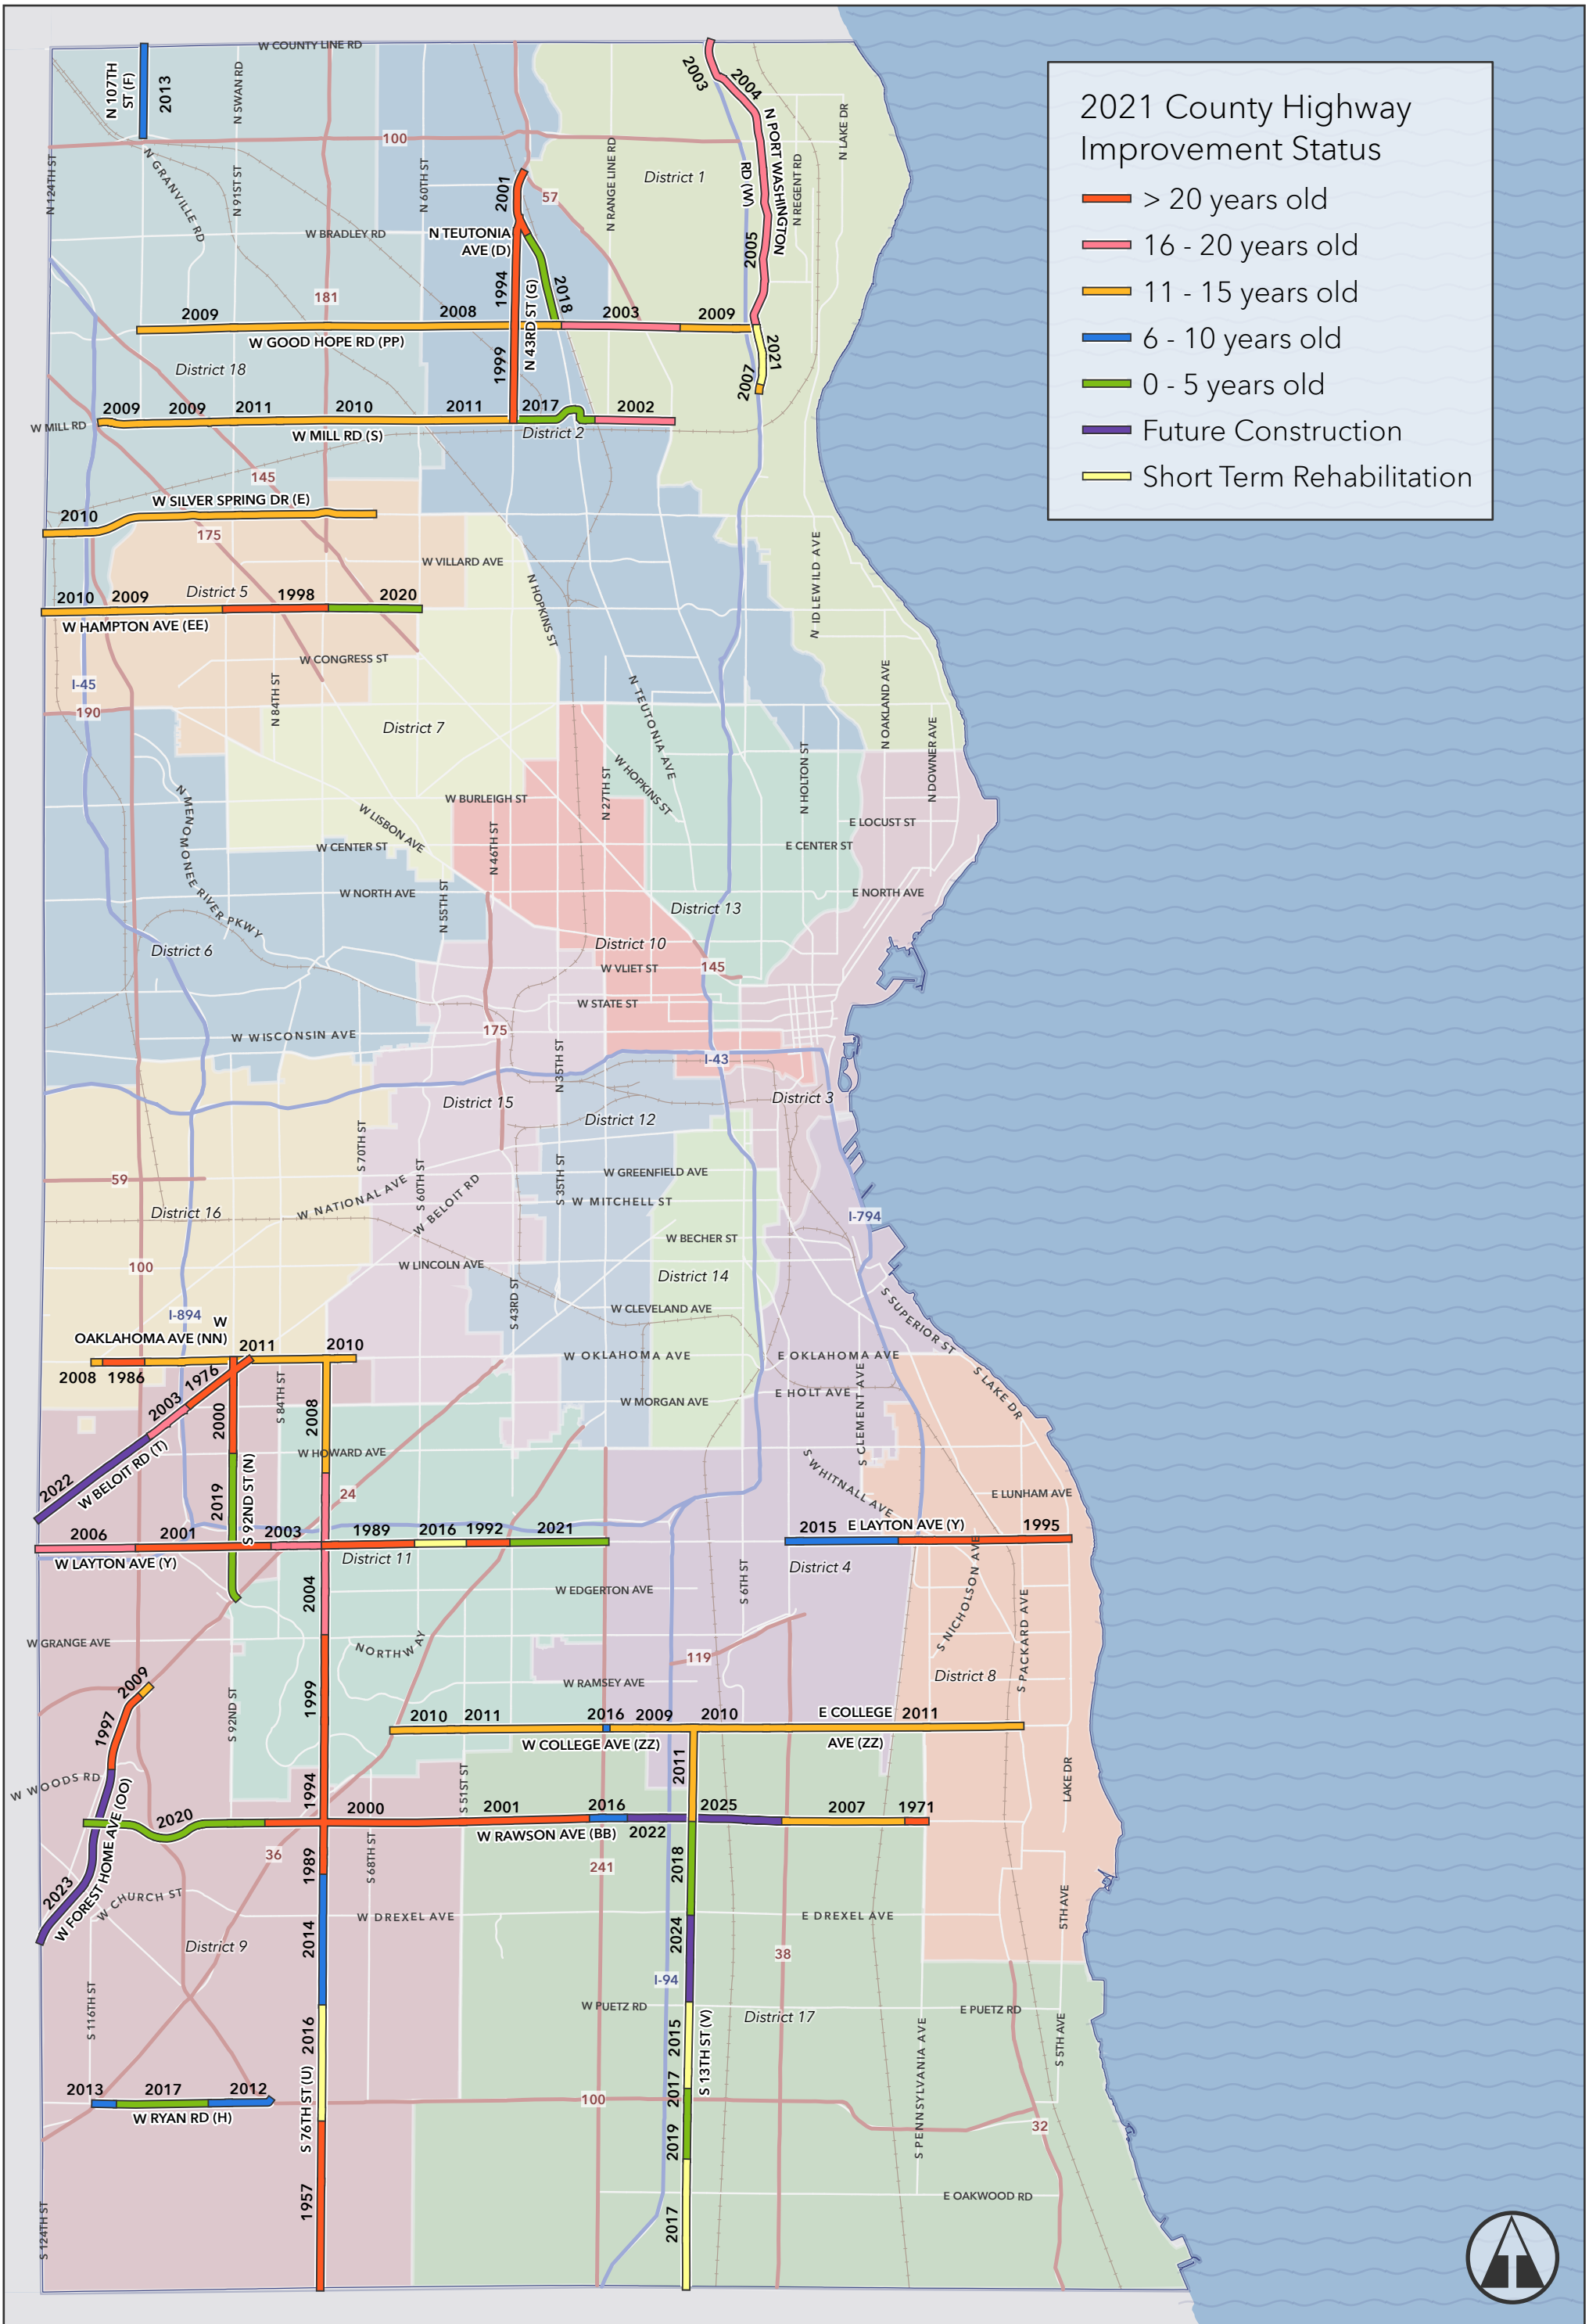 2021 County Highway
Improvement Status
> 20 years old
16 - 20 years old
11 - 15 years old
6 - 10 years old
0 - 5 years old
Future Construction
Short Term Rehabilitation
W COUNTY LINE RD
N 107TH
ST (F)
2013
N SWAN RD
2003
2004
N PORT WASHINGTON
RD (W)
N LAKE DR
100
N 124TH ST
N GRANVILLE RD
N 91ST ST
N 60TH ST
N RANGE LINE RD
District 1
N REGENT RD
2001
57
W BRADLEY RD
N TEUTONIA
AVE (D)
2005
1994
N 43RD ST (G)
2018
181
2009
2008
2003
2009
W GOOD HOPE RD (PP)
2021
District 18
1999
2007
2009
2009
2011
2010
2011
2017
2002
W MILL RD
W MILL RD (S)
District 2
145
W SILVER SPRING DR (E)
2010
175
W VILLARD AVE
N IDLEWILD AVE
N HOPKINS ST
District 5
2010
2009
1998
2020
W HAMPTON AVE (EE)
W CONGRESS ST
I-45
190
N 84TH ST
N TEUTONIA AVE
N OAKLAND AVE
N DOWNER AVE
District 7
N HOLTON ST
W HOPKINS ST
N 27TH ST
N MENOMONEE RIVER PKWY
W BURLEIGH ST
W LISBON AVE
N 46TH ST
E LOCUST ST
W CENTER ST
E CENTER ST
W NORTH AVE
N 55TH ST
E NORTH AVE
District 13
District 10
District 6
W VLIET ST
145
W STATE ST
175
W WISCONSIN AVE
N 35TH ST
I-43
District 15
District 12
District 3
S 70TH ST
59
S 60TH ST
S 35TH ST
W GREENFIELD AVE
W NATIONAL AVE
W BELOIT RD
W MITCHELL ST
District 16
I-794
W BECHER ST
100
W LINCOLN AVE
District 14
S 43RD ST
W CLEVELAND AVE
I-894
S SUPERIOR ST
W
OAKLAHOMA AVE (NN)
2011
2010
W OKLAHOMA AVE
E OKLAHOMA AVE
2008
1986
1976
S 84TH ST
E HOLT AVE
S LAKE DR
2003
2000
2008
W MORGAN AVE
S CLEMENT AVE
W BELOIT RD (T)
W HOWARD AVE
S WHITNALL AVE
2022
2019
S 92ND ST (N)
24
E LUNHAM AVE
2006
2001
2003
1989
2016
1992
2021
2015
E LAYTON AVE (Y)
1995
W LAYTON AVE (Y)
District 11
District 4
2004
W EDGERTON AVE
S 6TH ST
S NICHOLSON AVE
S PACKARD AVE
W GRANGE AVE
NORTHWAY
119
District 8
W RAMSEY AVE
2009
1997
S 92ND ST
1999
2010
2011
2016
2009
2010
E COLLEGE
2011
W COLLEGE AVE (ZZ)
AVE (ZZ)
W WOODS RD
2011
LAKE DR
W FOREST HOME AVE (OO)
1994
S 51ST ST
2020
2000
2001
2016
2025
2007
1971
W RAWSON AVE (BB)
2022
36
1989
S 68TH ST
241
2018
2023
W CHURCH ST
W DREXEL AVE
E DREXEL AVE
5TH AVE
2014
2024
District 9
38
I-94
S 116TH ST
2016
W PUETZ RD
2015
S 13TH ST (V)
District 17
E PUETZ RD
S 5TH AVE
S PENNSYLVANIA AVE
2013
2017
2012
W RYAN RD (H)
S 76TH ST (U)
100
2017
32
2019
1957
2017
E OAKWOOD RD
S 124TH ST